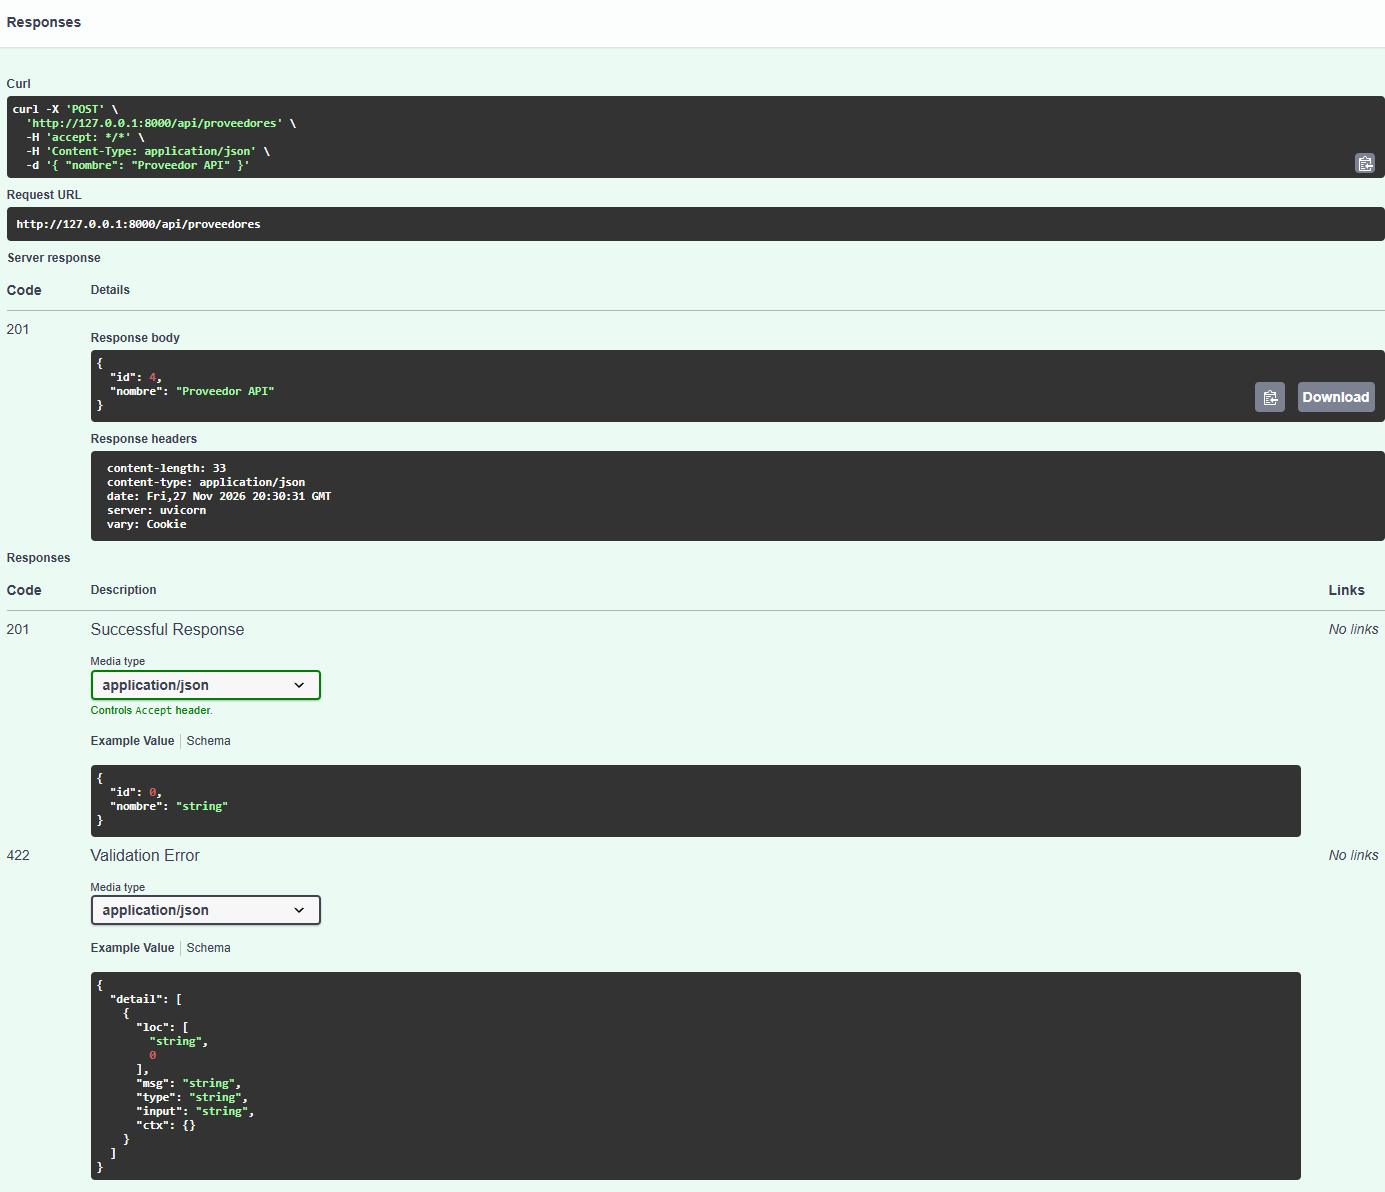 Responses
Curl
curl -X 'POST' \
  'http://127.0.0.1:8000/api/proveedores' \
  -H 'accept: */*' \
  -H 'Content-Type: application/json' \
  -d '{ "nombre": "Proveedor API" }'
Request URL
http://127.0.0.1:8000/api/proveedores
Server response
Code Details
201
Response body
{
  "id": 4,
  "nombre": "Proveedor API"
}
Download
Response headers
content-length: 33
content-type: application/json
date: Fri,27 Nov 2026 20:30:31 GMT
server: uvicorn
vary: Cookie
Responses
Code Description Links
201 Successful Response No links
Media type
application/json
Controls Accept header.
Example Value Schema
{
  "id": 0,
  "nombre": "string"
}
422 Validation Error No links
Media type
application/json
Example Value Schema
{
  "detail": [
    {
      "loc": [
        "string",
        0
      ],
      "msg": "string",
      "type": "string",
      "input": "string",
      "ctx": {}
    }
  ]
}